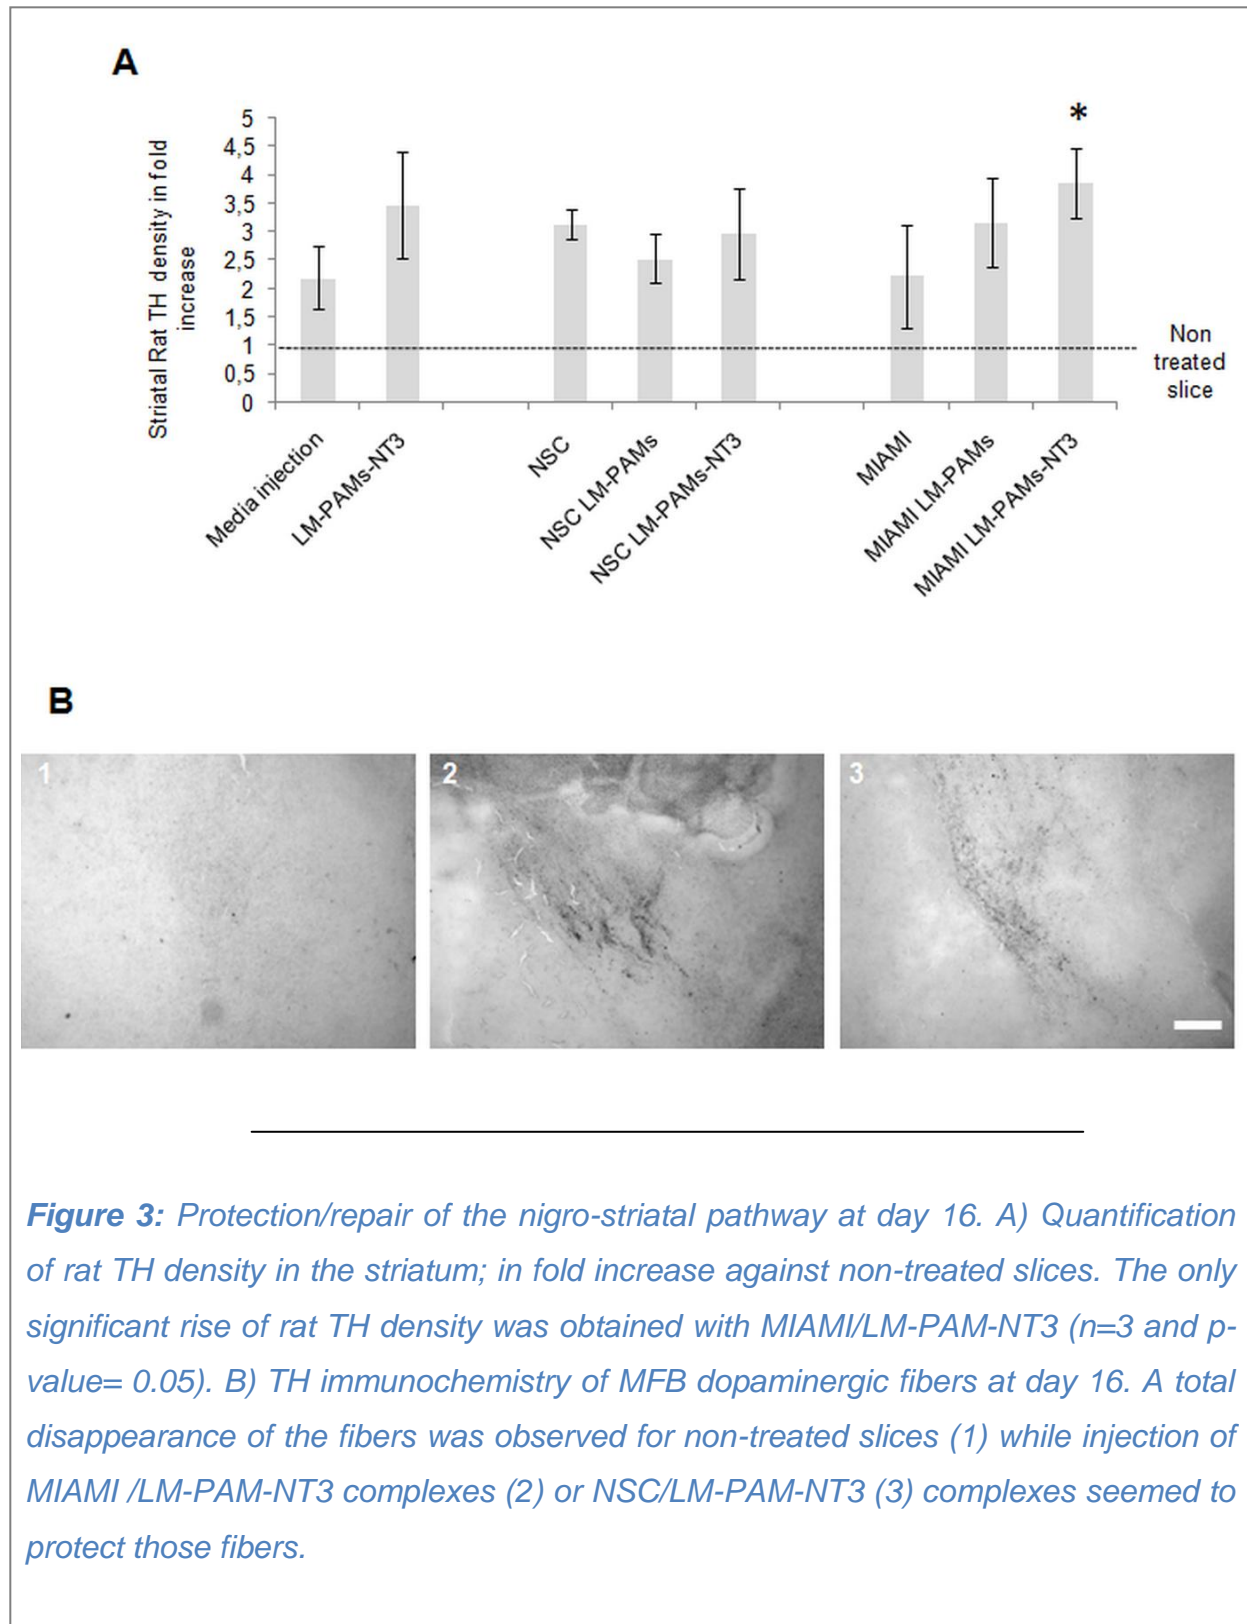 A
Striatal Rat TH density in fold
increase
5
4,5
4
3,5
3
2,5
2
1,5
1
0,5
0
*
Non
treated
slice
Media injection
LM-PAMs-NT3
NSC
NSC LM-PAMs
NSC LM-PAMs-NT3
MIAMI
MIAMI LM-PAMs
MIAMI LM-PAMs-NT3
B
1
2
3
Figure 3: Protection/repair of the nigro-striatal pathway at day 16. A) Quantification
of rat TH density in the striatum; in fold increase against non-treated slices. The only
significant rise of rat TH density was obtained with MIAMI/LM-PAM-NT3 (n=3 and p-
value= 0.05). B) TH immunochemistry of MFB dopaminergic fibers at day 16. A total
disappearance of the fibers was observed for non-treated slices (1) while injection of
MIAMI /LM-PAM-NT3 complexes (2) or NSC/LM-PAM-NT3 (3) complexes seemed to
protect those fibers.